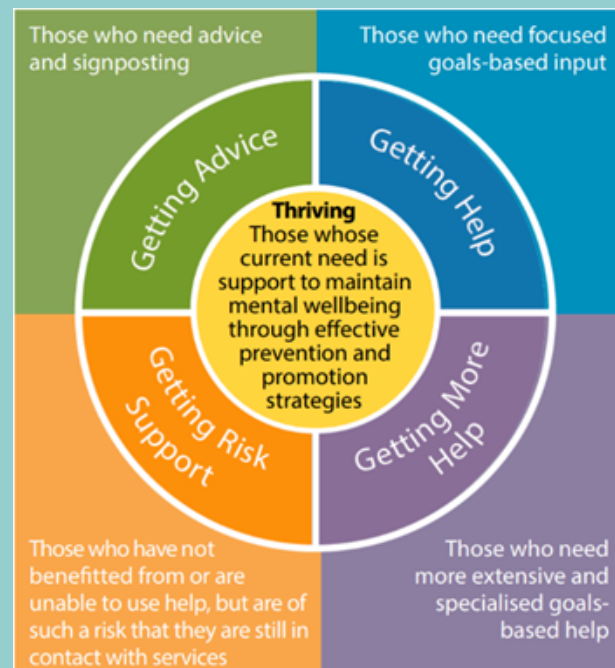 Those who need advice
and signposting
Those who need focused
goals-based input
Getting Advice
Getting Help
Thriving
Those whose
current need is
support to maintain
mental wellbeing
through effective
prevention and
promotion
strategies
Getting Risk
Support
Getting More
Help
Those who have not
benefitted from or are
unable to use help, but are of
such a risk that they are still in
contact with services
Those who need
more extensive and
specialised goals-
based help